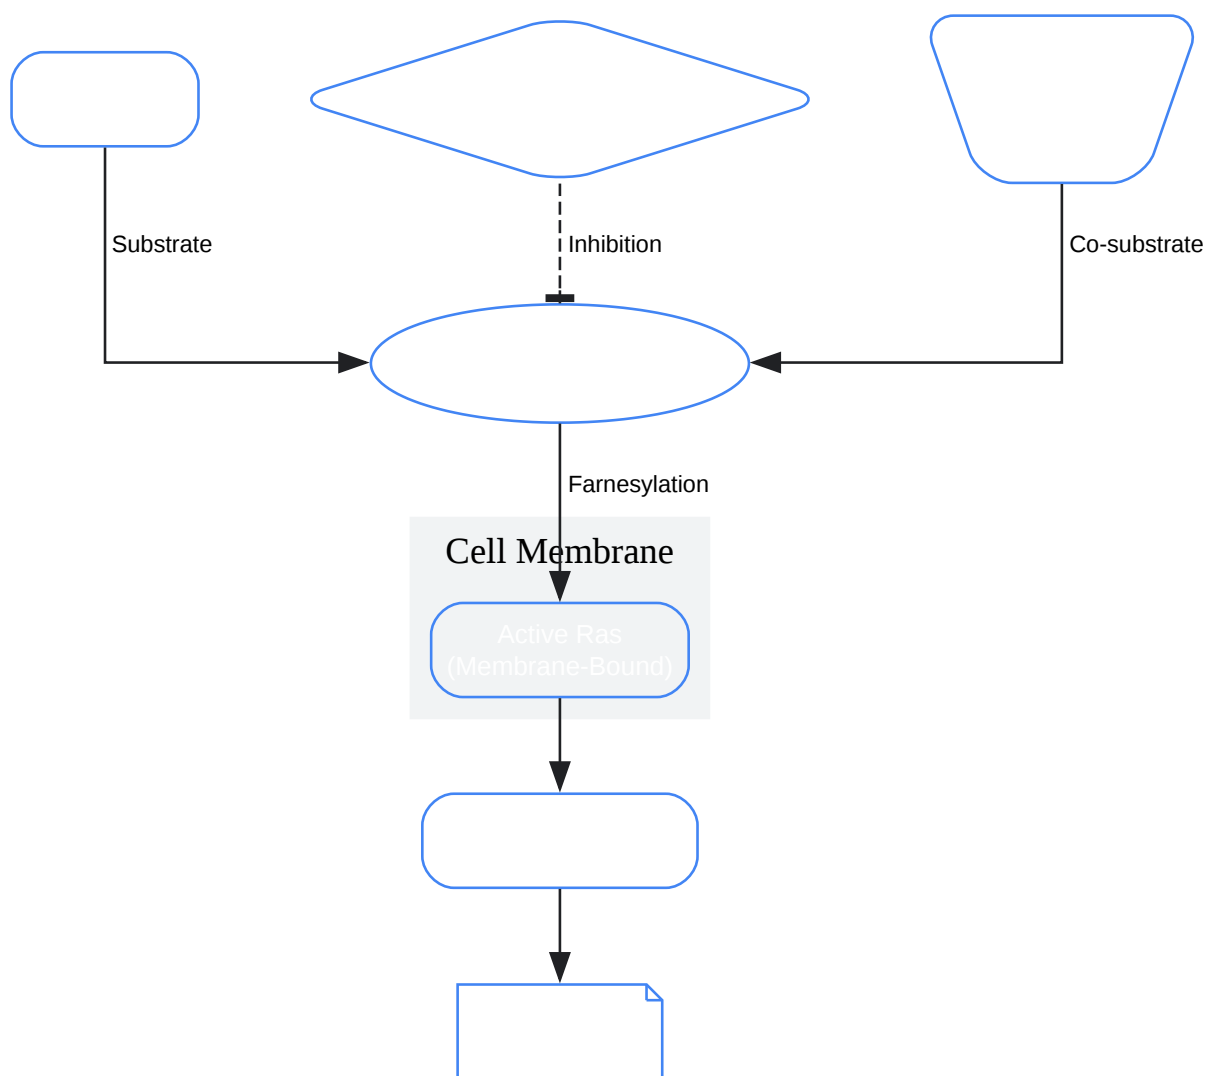 Substrate
Inhibition
Co-substrate
Farnesylation
Cell Membrane
Active Ras
(Membrane-Bound)